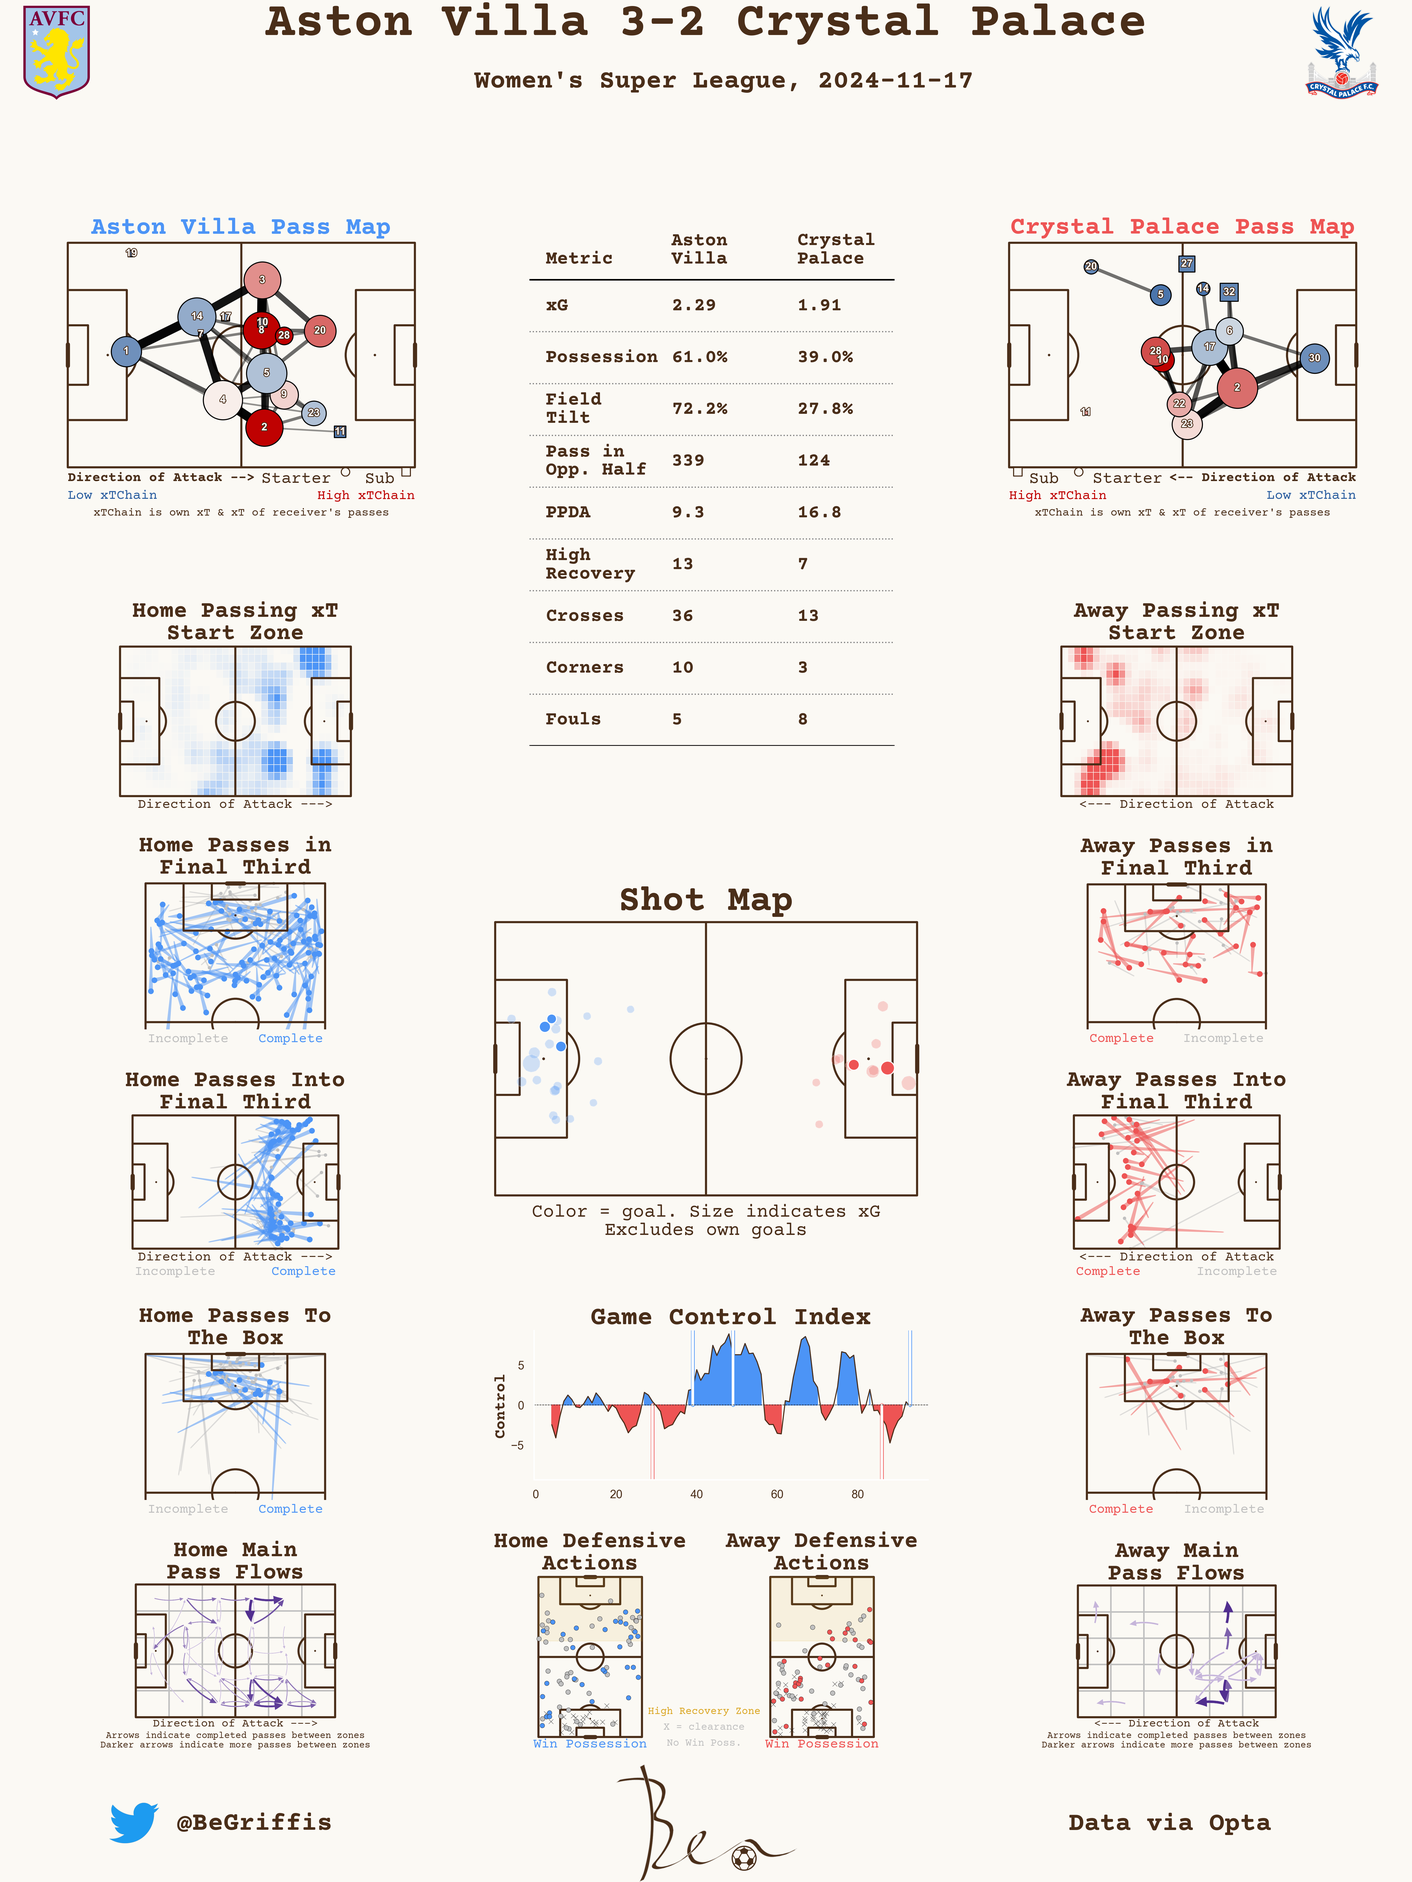 AVFC
Aston Villa 3-2 Crystal Palace
Women's Super League, 2024-11-17
CRYSTAL PALACE F.C.
Aston Villa Pass Map
19
3
14
17
10
8
7
28
20
1
5
4
9
23
2
11
Direction of Attack --> Starter Sub
Low xTChain High xTChain
xTChain is own xT & xT of receiver's passes
Metric Aston Villa Crystal Palace
xG 2.29 1.91
Possession 61.0% 39.0%
Field Tilt 72.2% 27.8%
Pass in Opp. Half 339 124
PPDA 9.3 16.8
High Recovery 13 7
Crosses 36 13
Corners 10 3
Fouls 5 8
Crystal Palace Pass Map
20
27
5
14
32
6
28
17
10
30
2
22
11
23
Sub Starter <-- Direction of Attack
High xTChain Low xTChain
xTChain is own xT & xT of receiver's passes
Home Passing xT
Start Zone
Direction of Attack --->
Away Passing xT
Start Zone
<--- Direction of Attack
Home Passes in
Final Third
Incomplete Complete
Away Passes in
Final Third
Complete Incomplete
Shot Map
Color = goal. Size indicates xG
Excludes own goals
Home Passes Into
Final Third
Direction of Attack --->
Incomplete Complete
Away Passes Into
Final Third
<--- Direction of Attack
Complete Incomplete
Home Passes To
The Box
Incomplete Complete
Game Control Index
Control
5
0
−5
0 20 40 60 80
Away Passes To
The Box
Complete Incomplete
Home Main
Pass Flows
Direction of Attack --->
Arrows indicate completed passes between zones
Darker arrows indicate more passes between zones
Home Defensive
Actions
Win Possession
Away Defensive
Actions
Win Possession
High Recovery Zone
X = clearance
No Win Poss.
Away Main
Pass Flows
<--- Direction of Attack
Arrows indicate completed passes between zones
Darker arrows indicate more passes between zones
@BeGriffis
Ben
Data via Opta